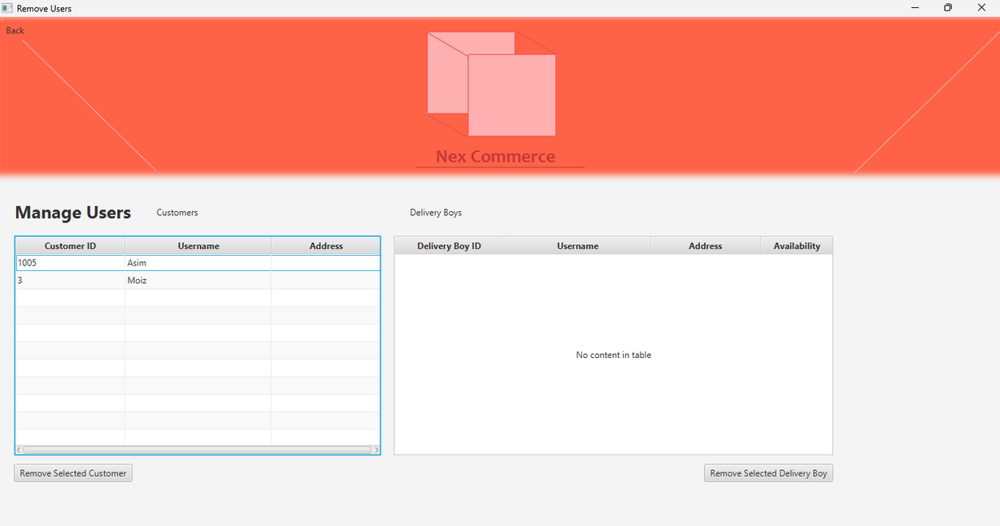 Remove Users
Back
Nex Commerce
Manage Users
Customers
Delivery Boys
Customer ID Username Address
1005 Asim
3 Moiz
Delivery Boy ID Username Address Availability
No content in table
Remove Selected Customer
Remove Selected Delivery Boy